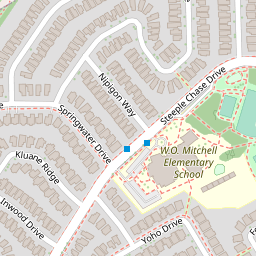 Steeple Chase Drive
Nipigon Way
Springwater Drive
W.O. Mitchell
Elementary
School
Kluane Ridge
Inwood Drive
Yoho Drive